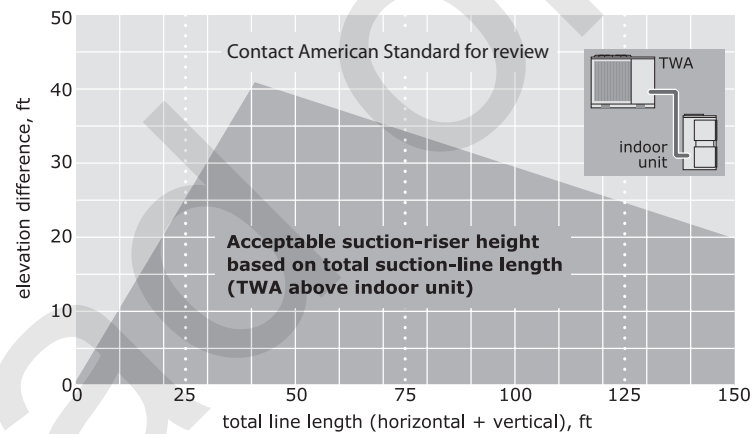 50
Contact American Standard for review
TWA
40
elevation difference, ft
indoor
unit
30
20
Acceptable suction-riser height
based on total suction-line length
(TWA above indoor unit)
10
0
0 25 50 75 100 125 150
total line length (horizontal + vertical), ft